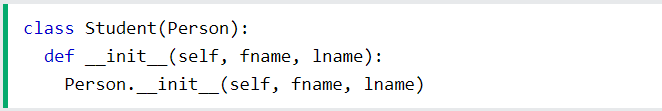 class Student(Person):
  def __init__(self, fname, lname):
    Person.__init__(self, fname, lname)